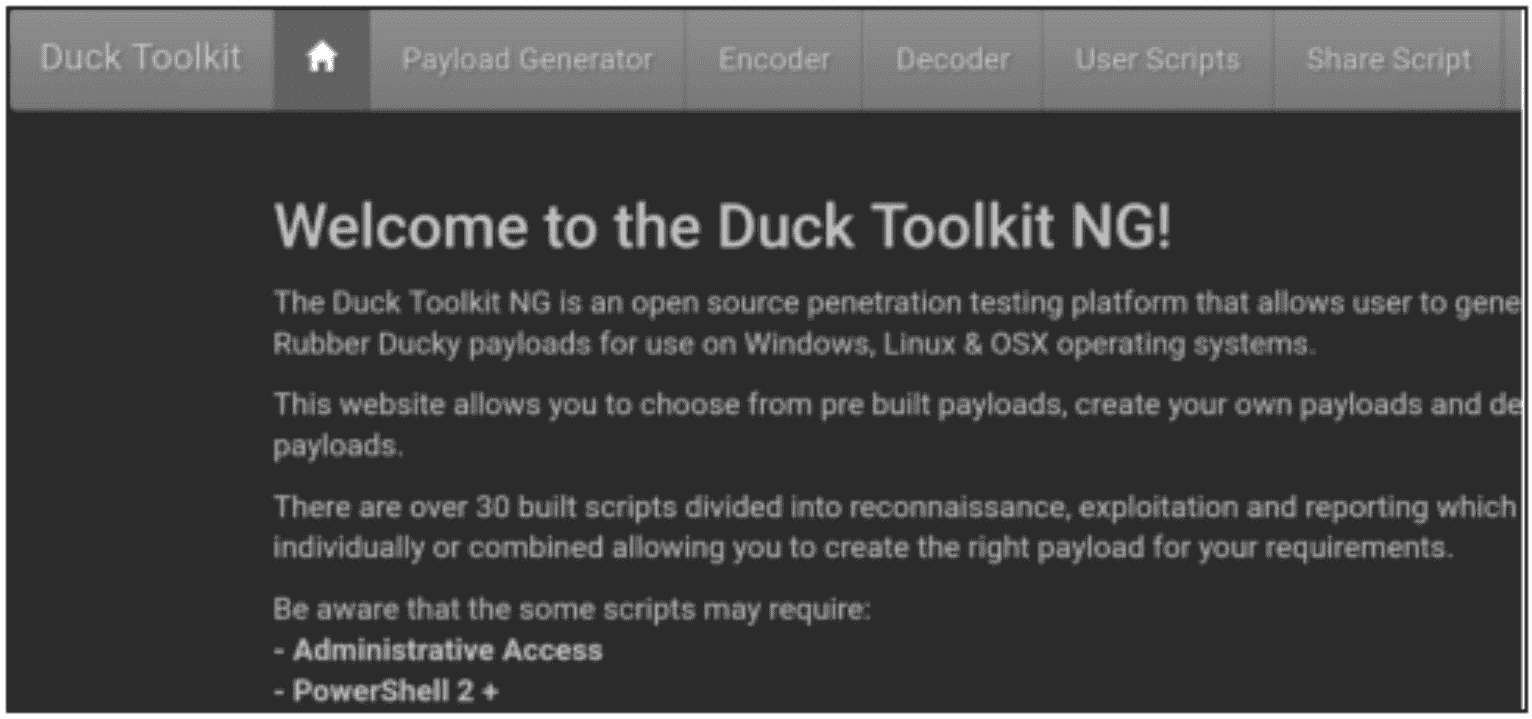 Duck Toolkit Payload Generator Encoder Decoder User Scripts Share Script
Welcome to the Duck Toolkit NG!
The Duck Toolkit NG is an open source penetration testing platform that allows user to gene
Rubber Ducky payloads for use on Windows, Linux & OSX operating systems.
This website allows you to choose from pre built payloads, create your own payloads and de
payloads.
There are over 30 built scripts divided into reconnaissance, exploitation and reporting which
individually or combined allowing you to create the right payload for your requirements.
Be aware that the some scripts may require:
- Administrative Access
- PowerShell 2 +